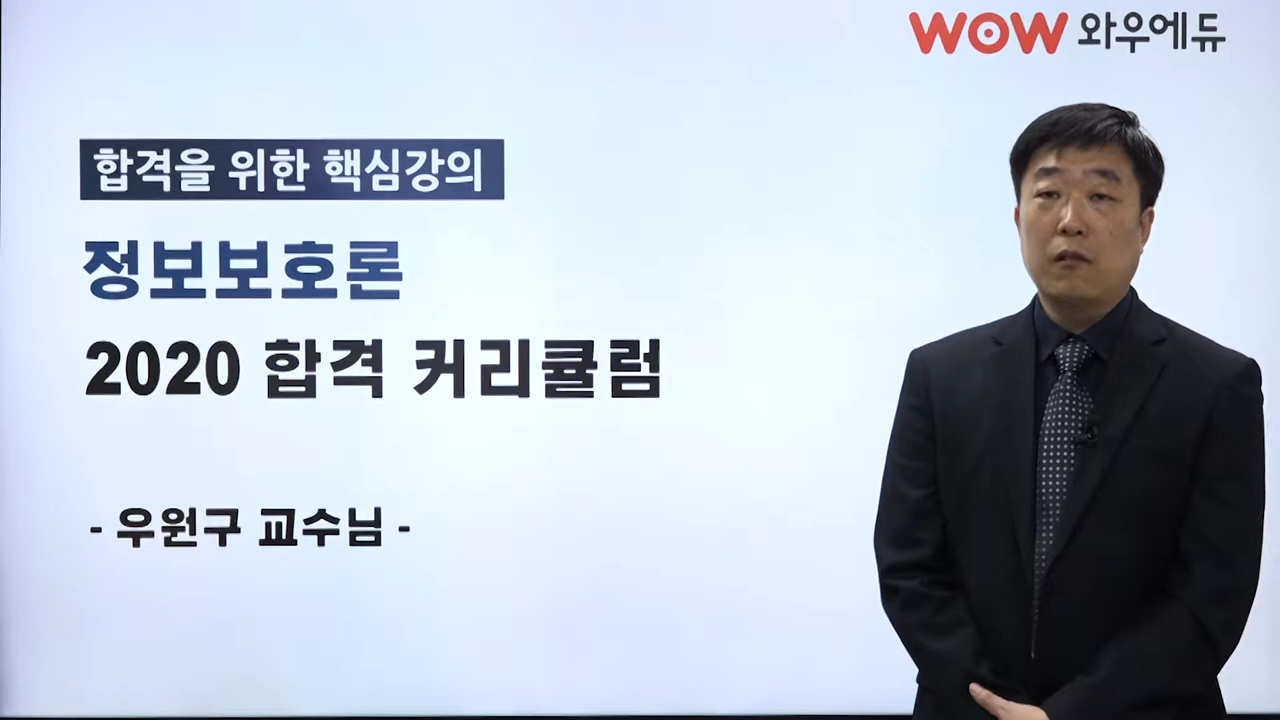 WOW 와우에듀
합격을 위한 핵심강의
정보보호론
2020 합격 커리큘럼
- 우원구 교수님 -